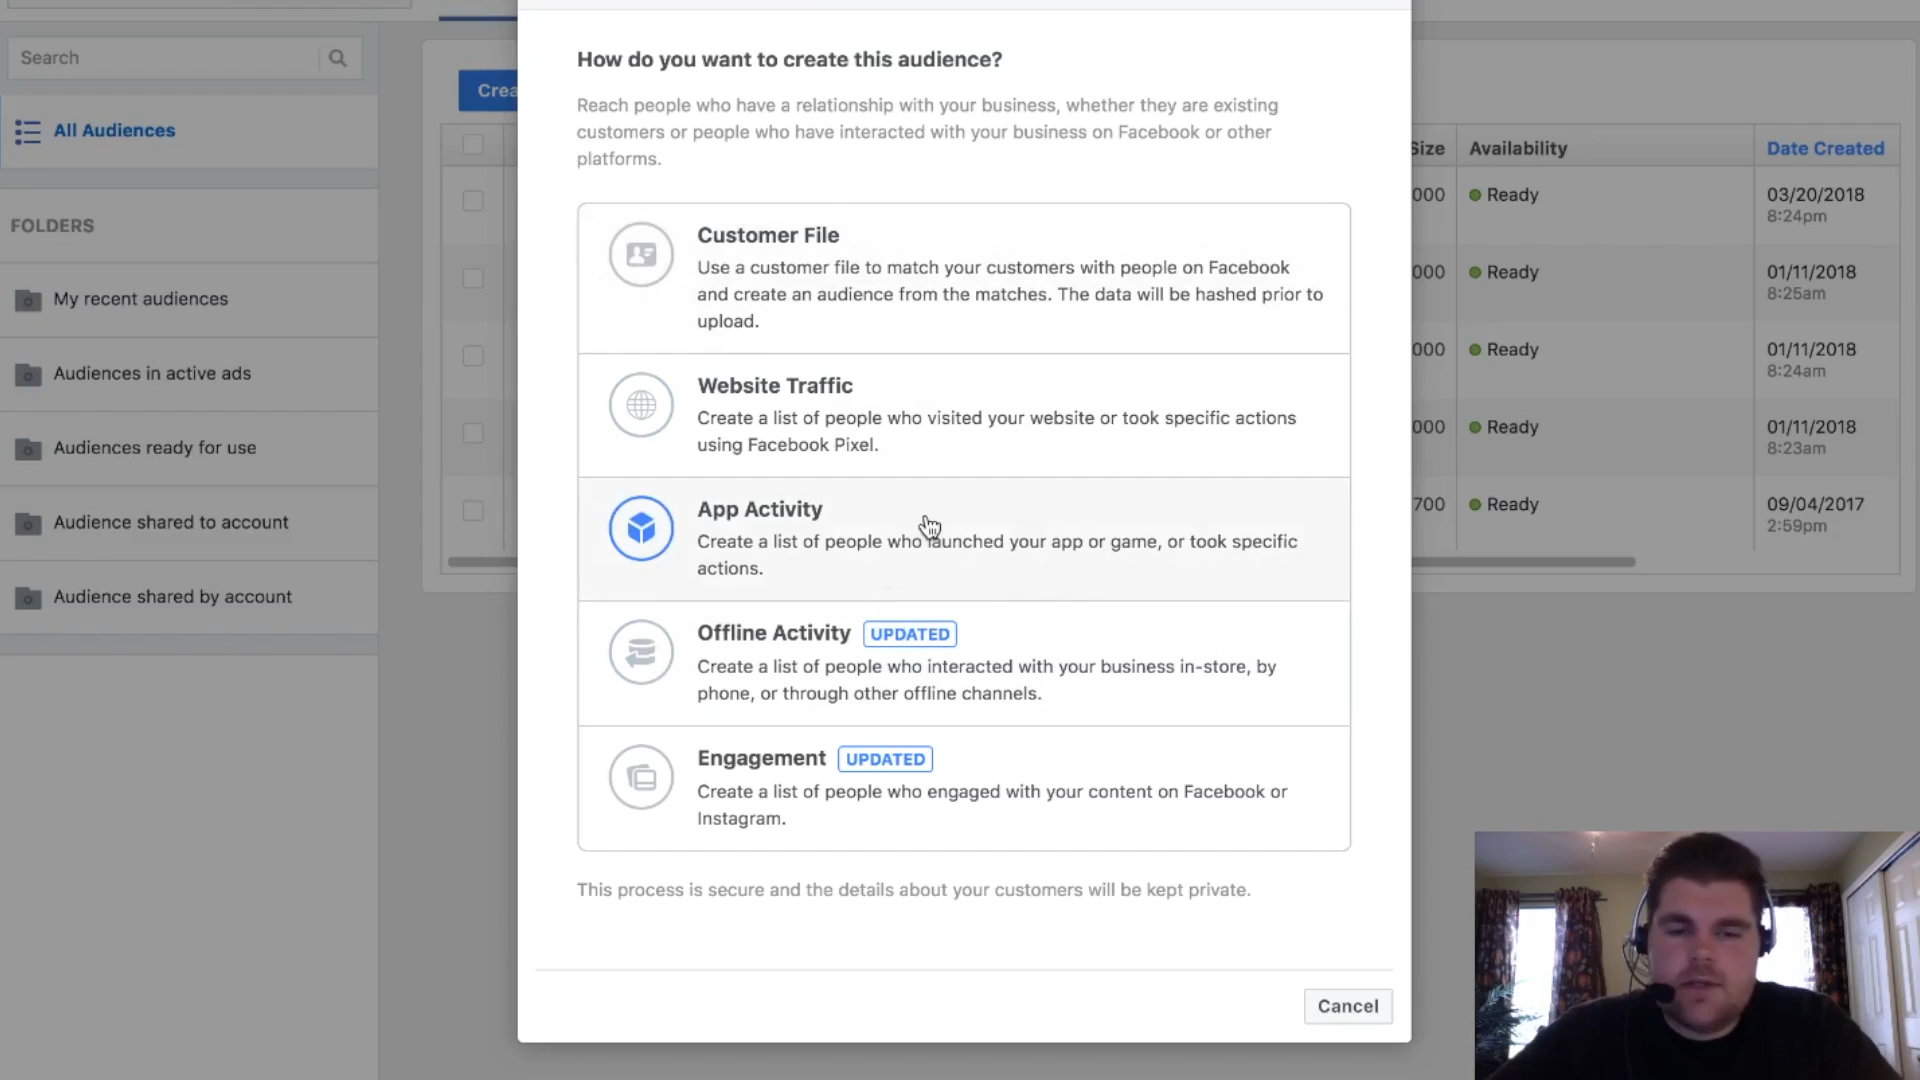 Search
All Audiences
FOLDERS
My recent audiences
Audiences in active ads
Audiences ready for use
Audience shared to account
Audience shared by account
How do you want to create this audience?
Reach people who have a relationship with your business, whether they are existing
customers or people who have interacted with your business on Facebook or other
platforms.
Customer File
Use a customer file to match your customers with people on Facebook
and create an audience from the matches. The data will be hashed prior to
upload.
Website Traffic
Create a list of people who visited your website or took specific actions
using Facebook Pixel.
App Activity
Create a list of people who launched your app or game, or took specific
actions.
Offline Activity UPDATED
Create a list of people who interacted with your business in-store, by
phone, or through other offline channels.
Engagement UPDATED
Create a list of people who engaged with your content on Facebook or
Instagram.
This process is secure and the details about your customers will be kept private.
Cancel
Crea
Size Availability Date Created
000 Ready 03/20/2018
8:24pm
000 Ready 01/11/2018
8:25am
000 Ready 01/11/2018
8:24am
000 Ready 01/11/2018
8:23am
700 Ready 09/04/2017
2:59pm